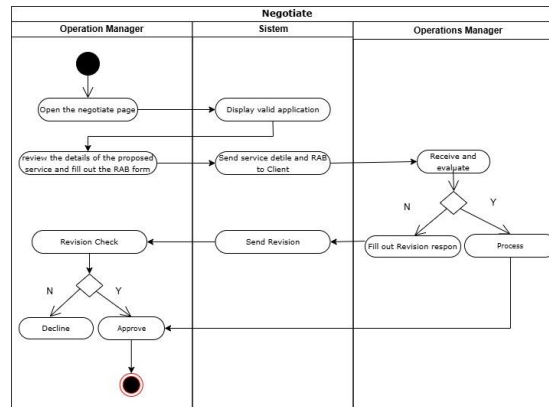 Negotiate
Operation Manager
Sistem
Operations Manager
Open the negotiate page
Display valid application
review the details of the proposed
service and fill out the RAB form
Send service detile and RAB
to Client
Receive and
evaluate
N
Y
Revision Check
Send Revision
Fill out Revision respon
Process
N
Y
Decline
Approve